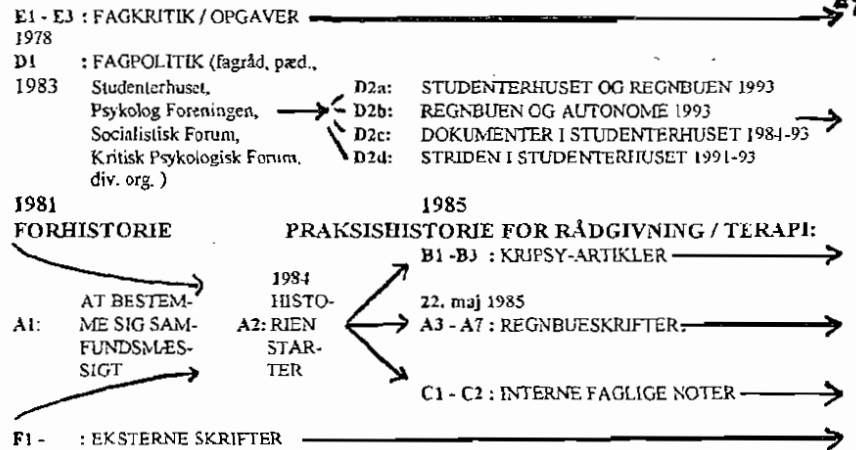 E1 - E3 : FAGKRITIK / OPGAVER
1978
D1 : FAGPOLITIK (fagråd, pæd.,
1983 Studenterhuset, D2a: STUDENTERHUSET OG REGNBUEN 1993
Psykolog Foreningen, D2b: REGNBUEN OG AUTONOME 1993
Socialistisk Forum, D2c: DOKUMENTER I STUDENTERHUSET 1984-93
Kritisk Psykologisk Forum, D2d: STRIDEN I STUDENTERHUSET 1991-93
div. org. )
1981 1985
FORHISTORIE PRAKSISHISTORIE FOR RÅDGIVNING / TERAPI:
B1 -B3 : KRIPSY-ARTIKLER
1984
AT BESTEM- HISTO- 22. maj 1985
A1: ME SIG SAM- A2: RIEN A3 - A7 : REGNBUESKRIFTER.
FUNDSMÆS- STAR-
SIGT TER
C1 - C2 : INTERNE FAGLIGE NOTER
F1 - : EKSTERNE SKRIFTER